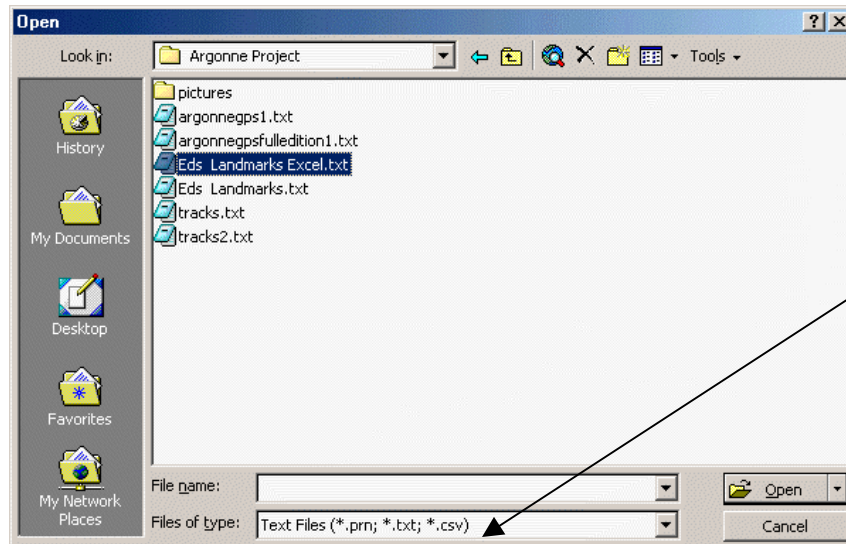 Open
Look in:
Argonne Project
Tools
History
My Documents
Desktop
Favorites
My Network
Places
pictures
argonnegps1.txt
argonnegpsfulledition1.txt
Eds Landmarks Excel.txt
Eds Landmarks.txt
tracks.txt
tracks2.txt
File name:
Open
Files of type:
Text Files (*.prn; *.txt; *.csv)
Cancel